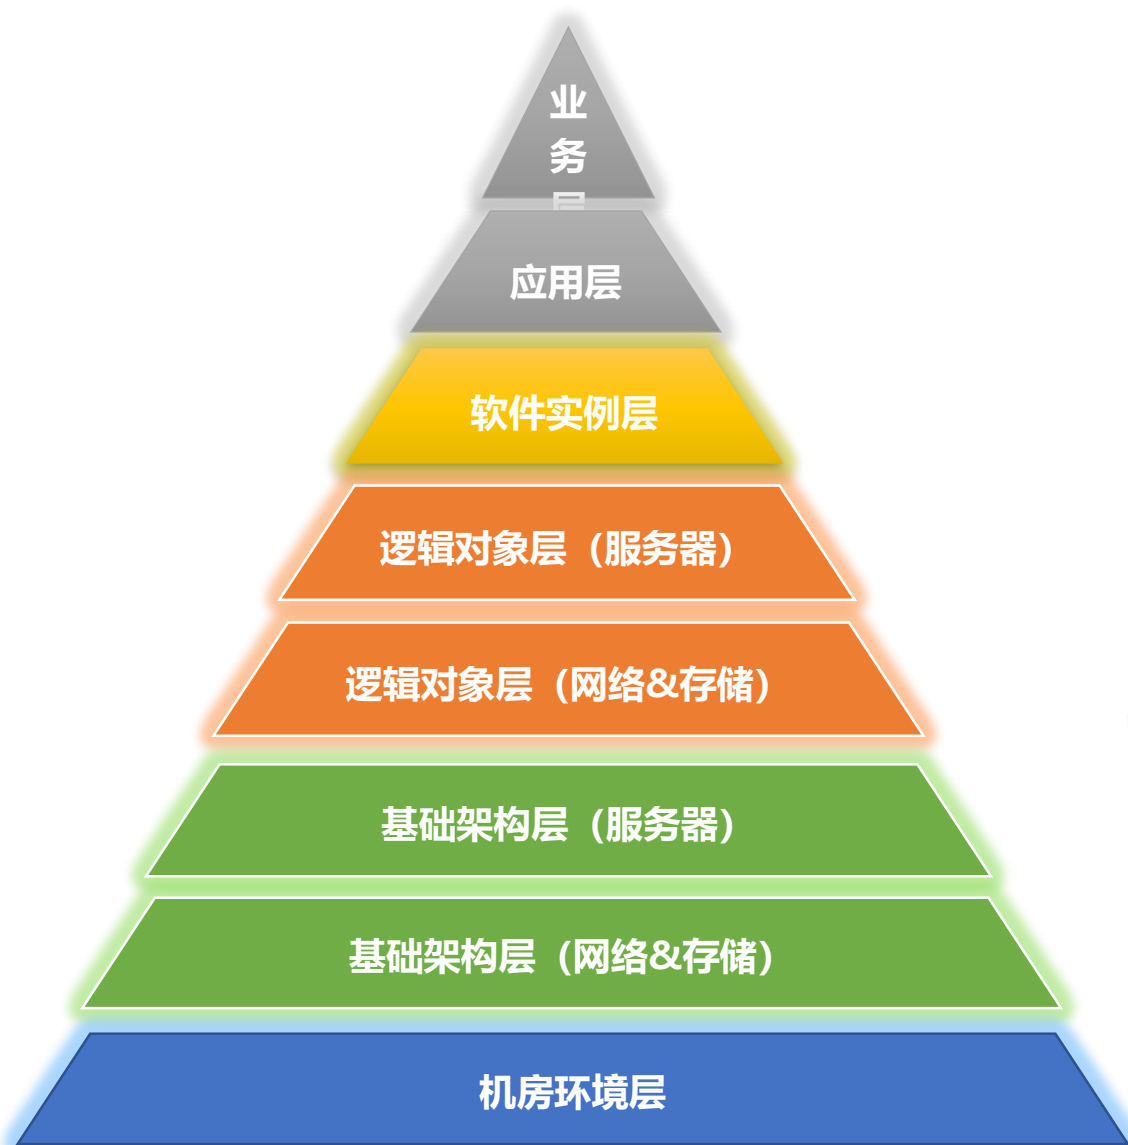 业
务
层
应用层
软件实例层
逻辑对象层（服务器）
逻辑对象层（网络&存储）
基础架构层（服务器）
基础架构层（网络&存储）
机房环境层